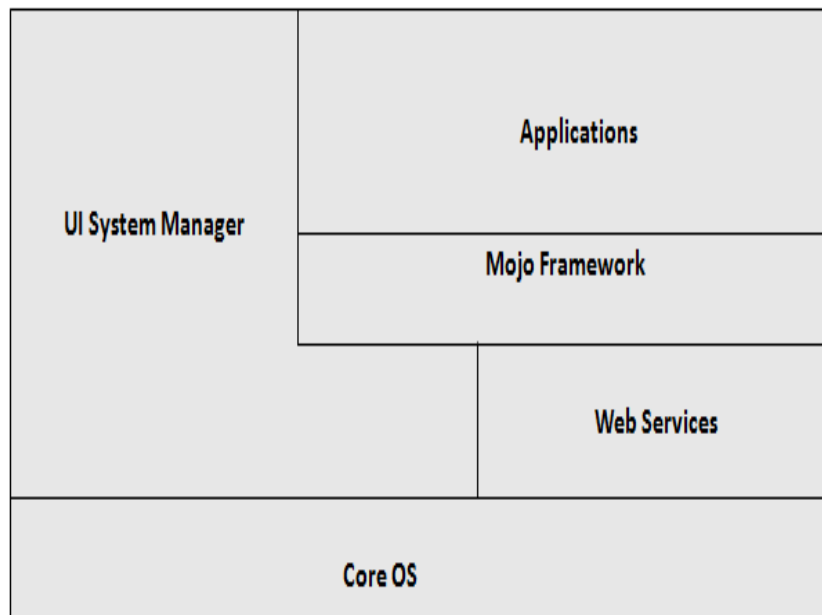 Applications
UI System Manager
Mojo Framework
Web Services
Core OS